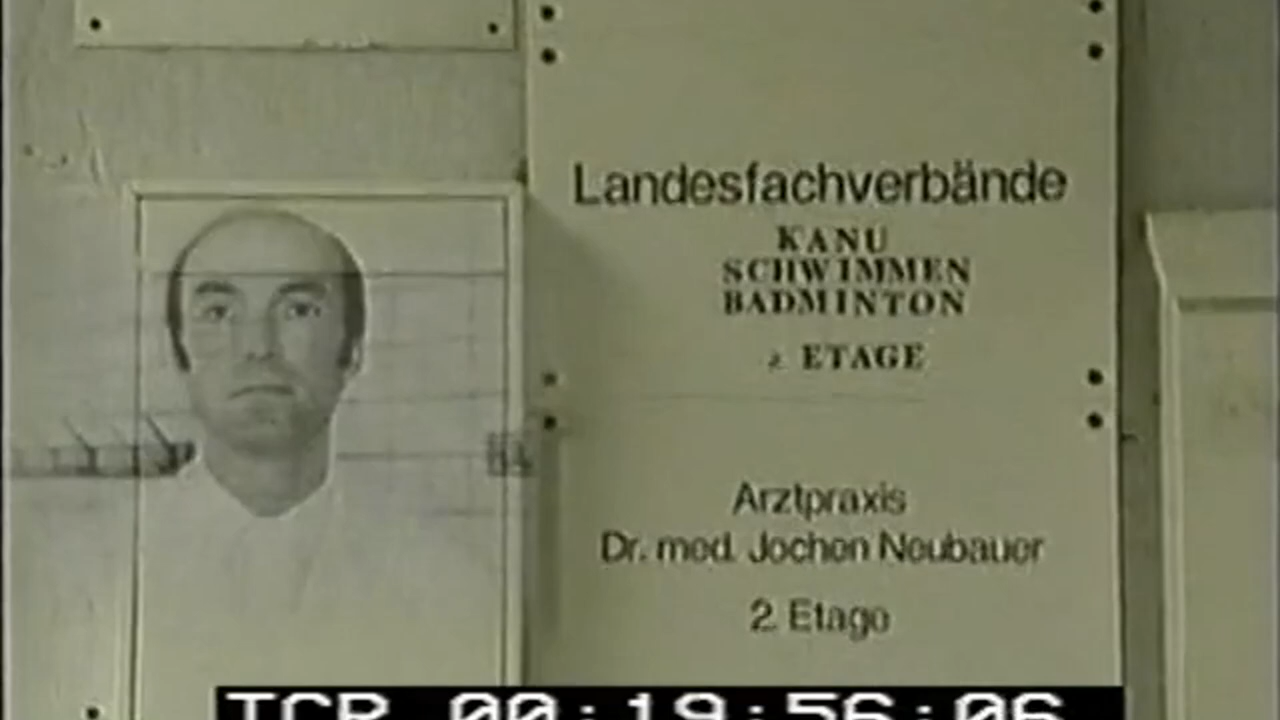 Landesfachverbände
KANU
SCHWIMMEN
BADMINTON
2 ETAGE
Arztpraxis
Dr. med. Jochen Neubauer
2. Etage
TCR 00:19:56:06